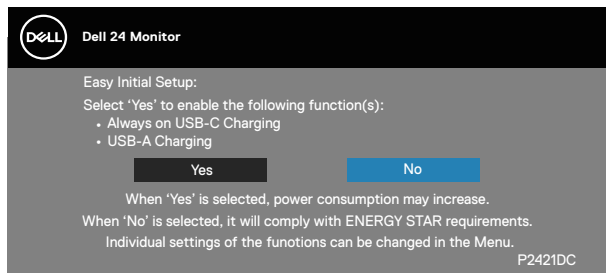 DELL
Dell 24 Monitor
Easy Initial Setup:
Select ‘Yes’ to enable the following function(s):
• Always on USB-C Charging
• USB-A Charging
Yes No
When ‘Yes’ is selected, power consumption may increase.
When ‘No’ is selected, it will comply with ENERGY STAR requirements.
Individual settings of the funotions can be changed in the Menu.
P2421DC